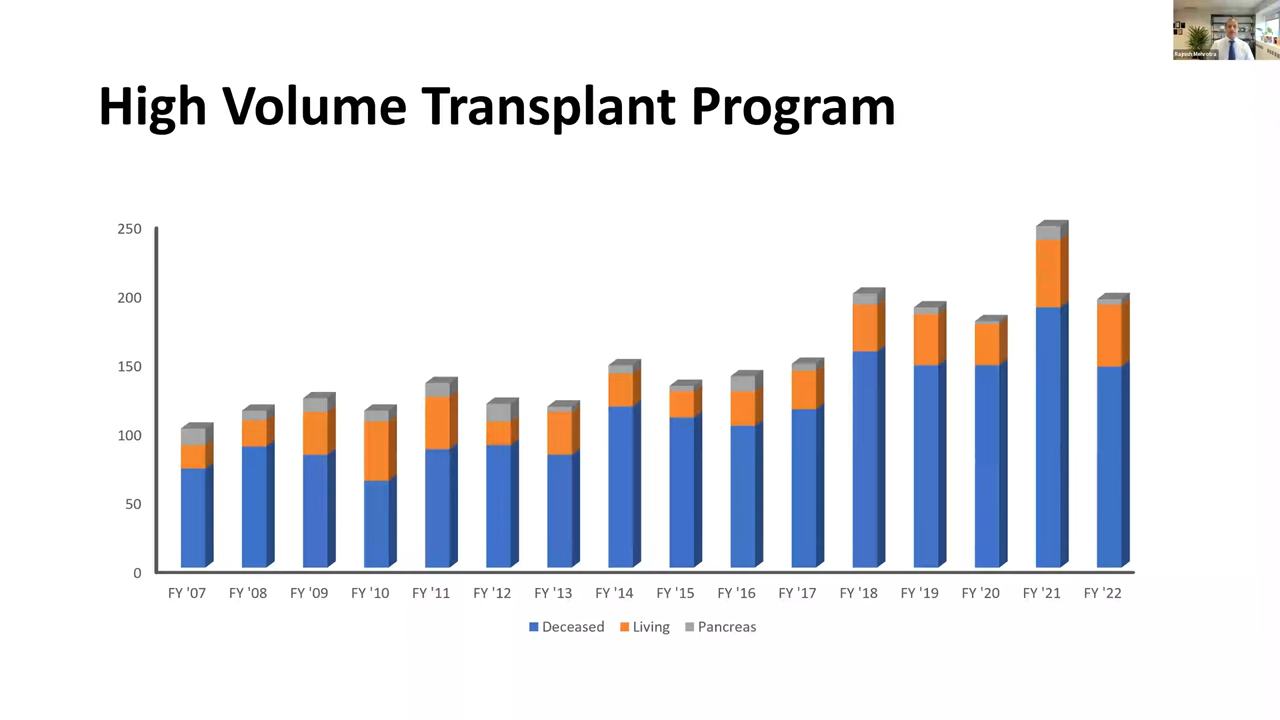 Rajnish Mehrotra
High Volume Transplant Program
250
200
150
100
50
0
FY '07 FY '08 FY '09 FY '10 FY '11 FY '12 FY '13 FY '14 FY '15 FY '16 FY '17 FY '18 FY '19 FY '20 FY '21 FY '22
Deceased Living Pancreas